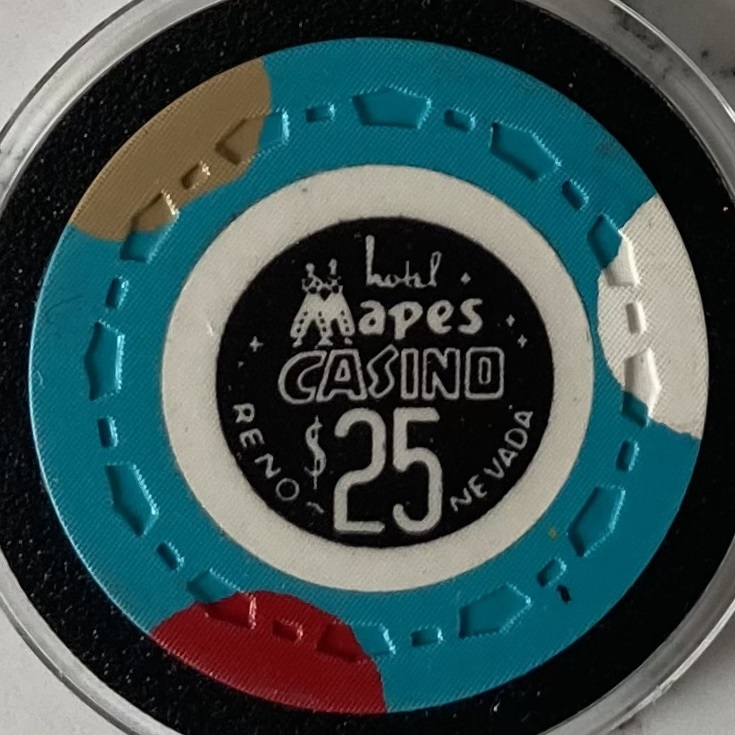 hotel
Mapes
CASINO
$25
RENO ~ NEVADA